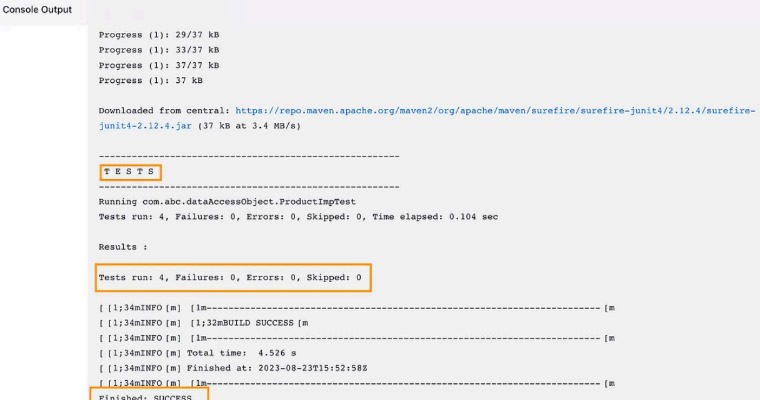 Console Output
Progress (1): 29/37 kB
Progress (1): 33/37 kB
Progress (1): 37/37 kB
Progress (1): 37 kB
Downloaded from central: https://repo.maven.apache.org/maven2/org/apache/maven/surefire/surefire-junit4/2.12.4/surefire-
junit4-2.12.4.jar (37 kB at 3.4 MB/s)
-------------------------------------------------------
T E S T S
-------------------------------------------------------
Running com.abc.dataAccessObject.ProductImpTest
Tests run: 4, Failures: 0, Errors: 0, Skipped: 0, Time elapsed: 0.104 sec
Results :
Tests run: 4, Failures: 0, Errors: 0, Skipped: 0
[ [1;34mINFO [m] [1m------------------------------------------------------------------------ [m
[ [1;34mINFO [m] [1;32mBUILD SUCCESS [m
[ [1;34mINFO [m] [1m------------------------------------------------------------------------ [m
[ [1;34mINFO [m] Total time:  4.526 s
[ [1;34mINFO [m] Finished at: 2023-08-23T15:52:58Z
[ [1;34mINFO [m] [1m------------------------------------------------------------------------ [m
Finished: SUCCESS